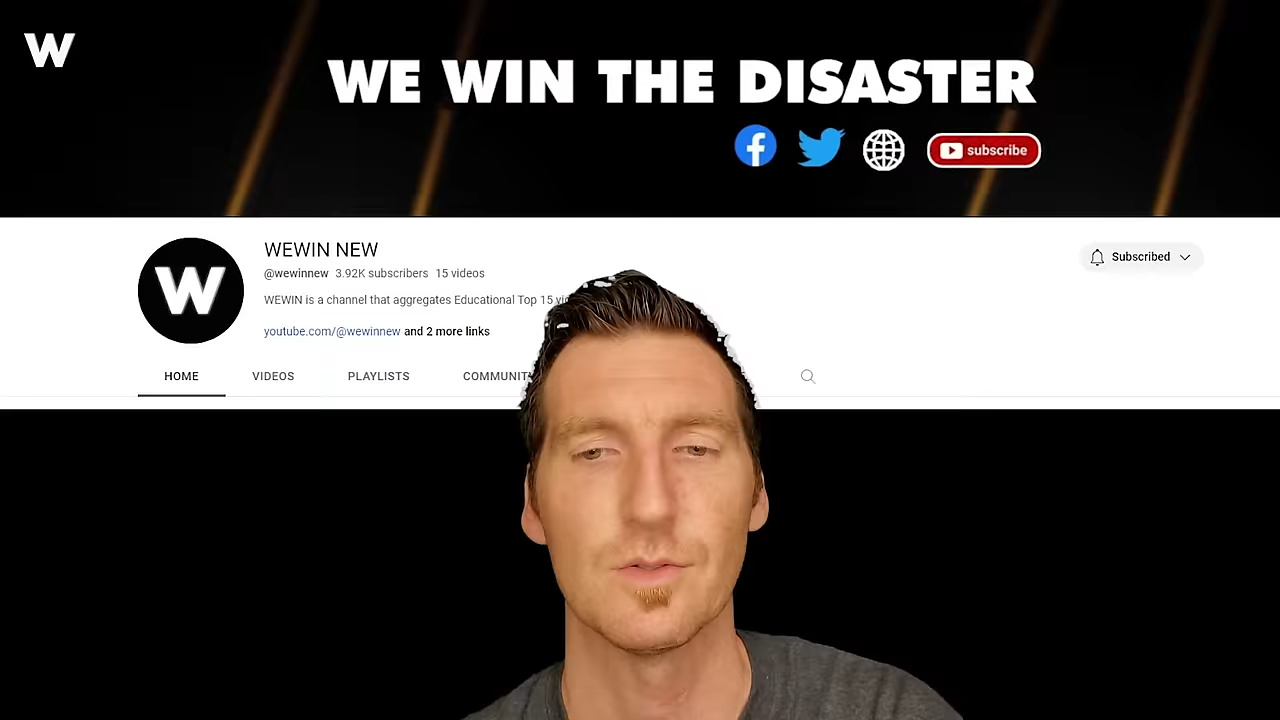 W
WE WIN THE DISASTER
subscribe
W
WEWIN NEW
@wewinnew 3.92K subscribers 15 videos
Subscribed
WEWIN is a channel that aggregates Educational Top 15
youtube.com/@wewinnew and 2 more links
HOME VIDEOS PLAYLISTS